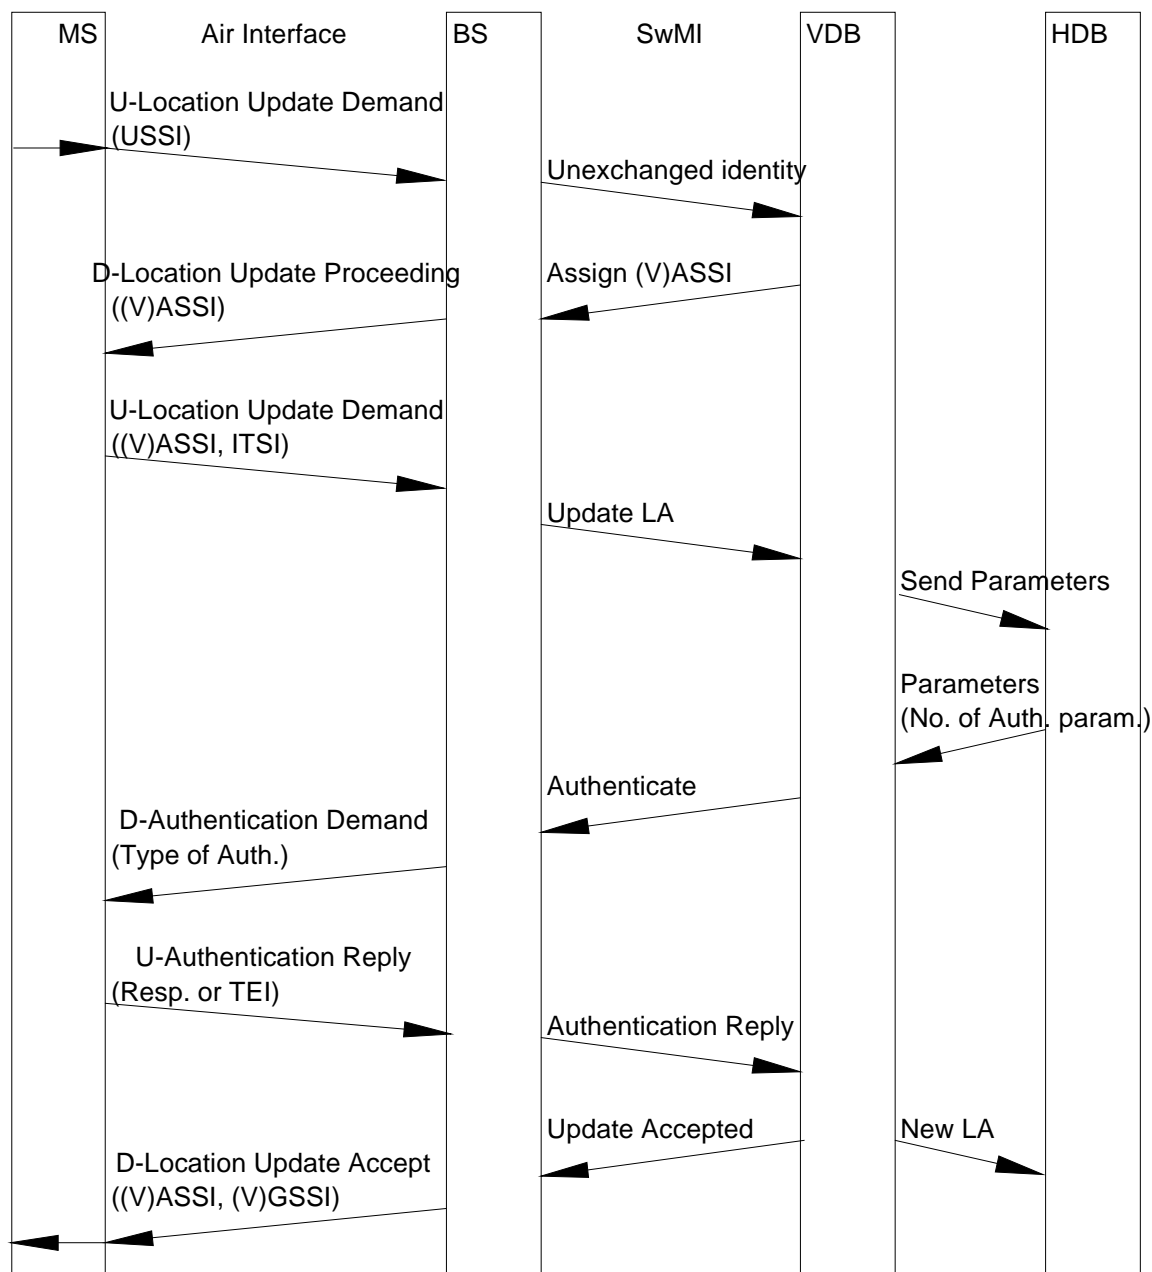 MS Air Interface BS SwMI VDB HDB
U-Location Update Demand
(USSI)
Unexchanged identity
D-Location Update Proceeding
((V)ASSI)
Assign (V)ASSI
U-Location Update Demand
((V)ASSI, ITSI)
Update LA
Send Parameters
Parameters
(No. of Auth. param.)
Authenticate
D-Authentication Demand
(Type of Auth.)
U-Authentication Reply
(Resp. or TEI)
Authentication Reply
Update Accepted
New LA
D-Location Update Accept
((V)ASSI, (V)GSSI)